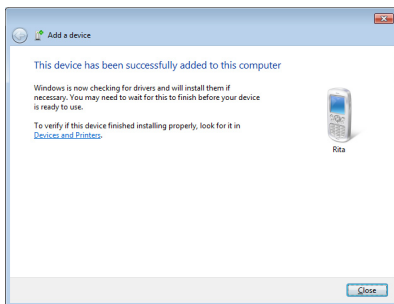 Add a device
This device has been successfully added to this computer
Windows is now checking for drivers and will install them if
necessary. You may need to wait for this to finish before your device
is ready to use.
To verify if this device finished installing properly, look for it in
Devices and Printers.
Rita
Close